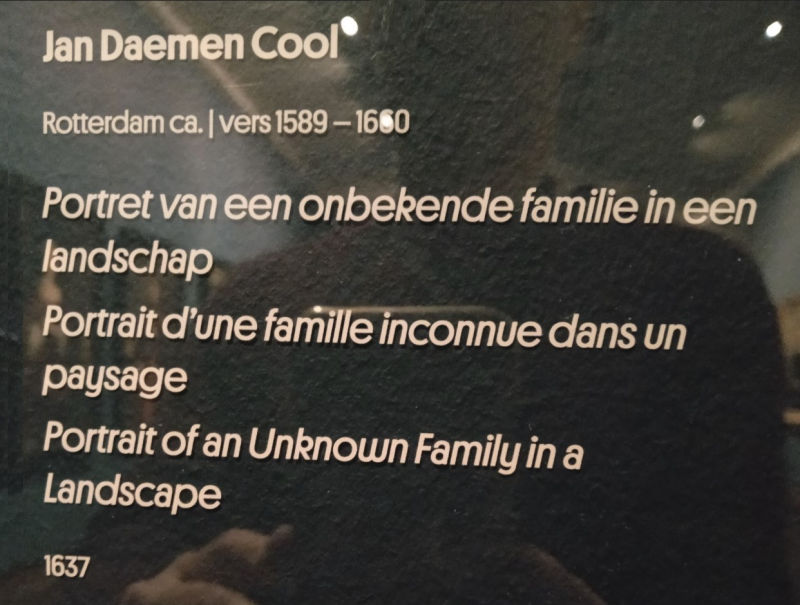 Jan Daemen Cool
Rotterdam ca. | vers 1589 – 1660
Portret van een onbekende familie in een
landschap
Portrait d'une famille inconnue dans un
paysage
Portrait of an Unknown Family in a
Landscape
1637